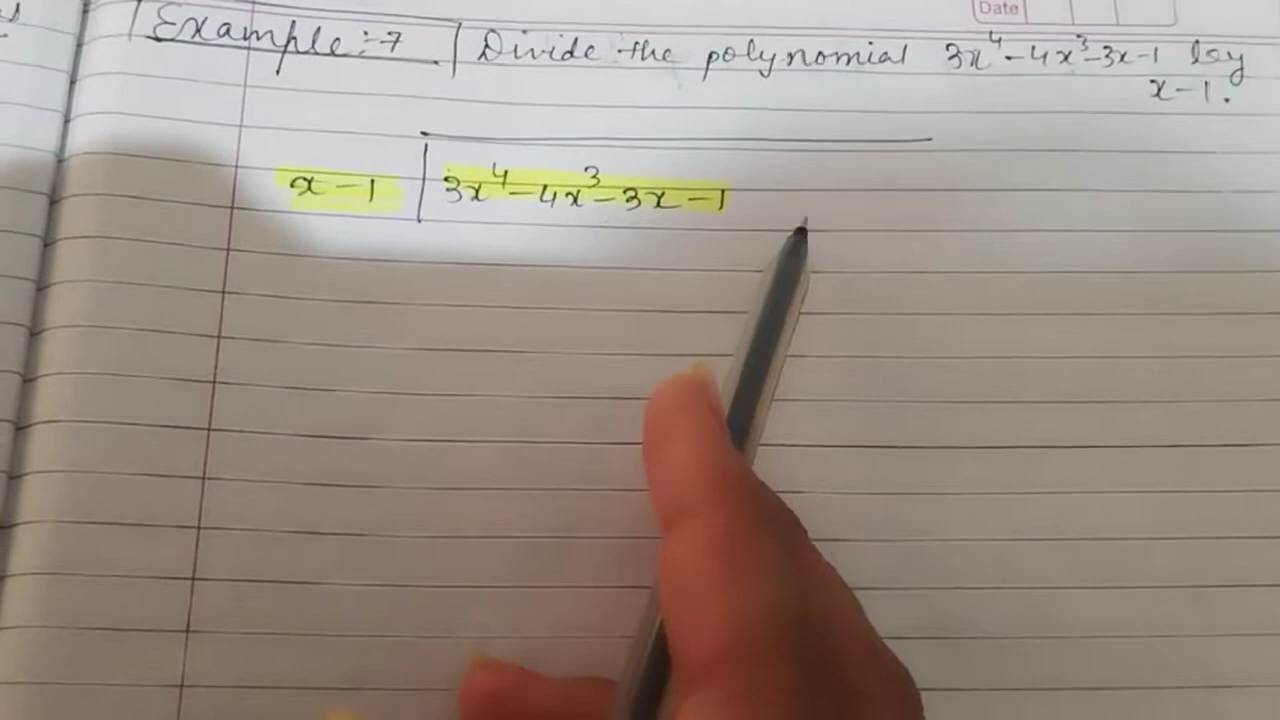 Date
Example:-7 Divide the polynomial 3x⁴-4x³-3x-1 by
x-1.
x-1 3x⁴-4x³-3x-1